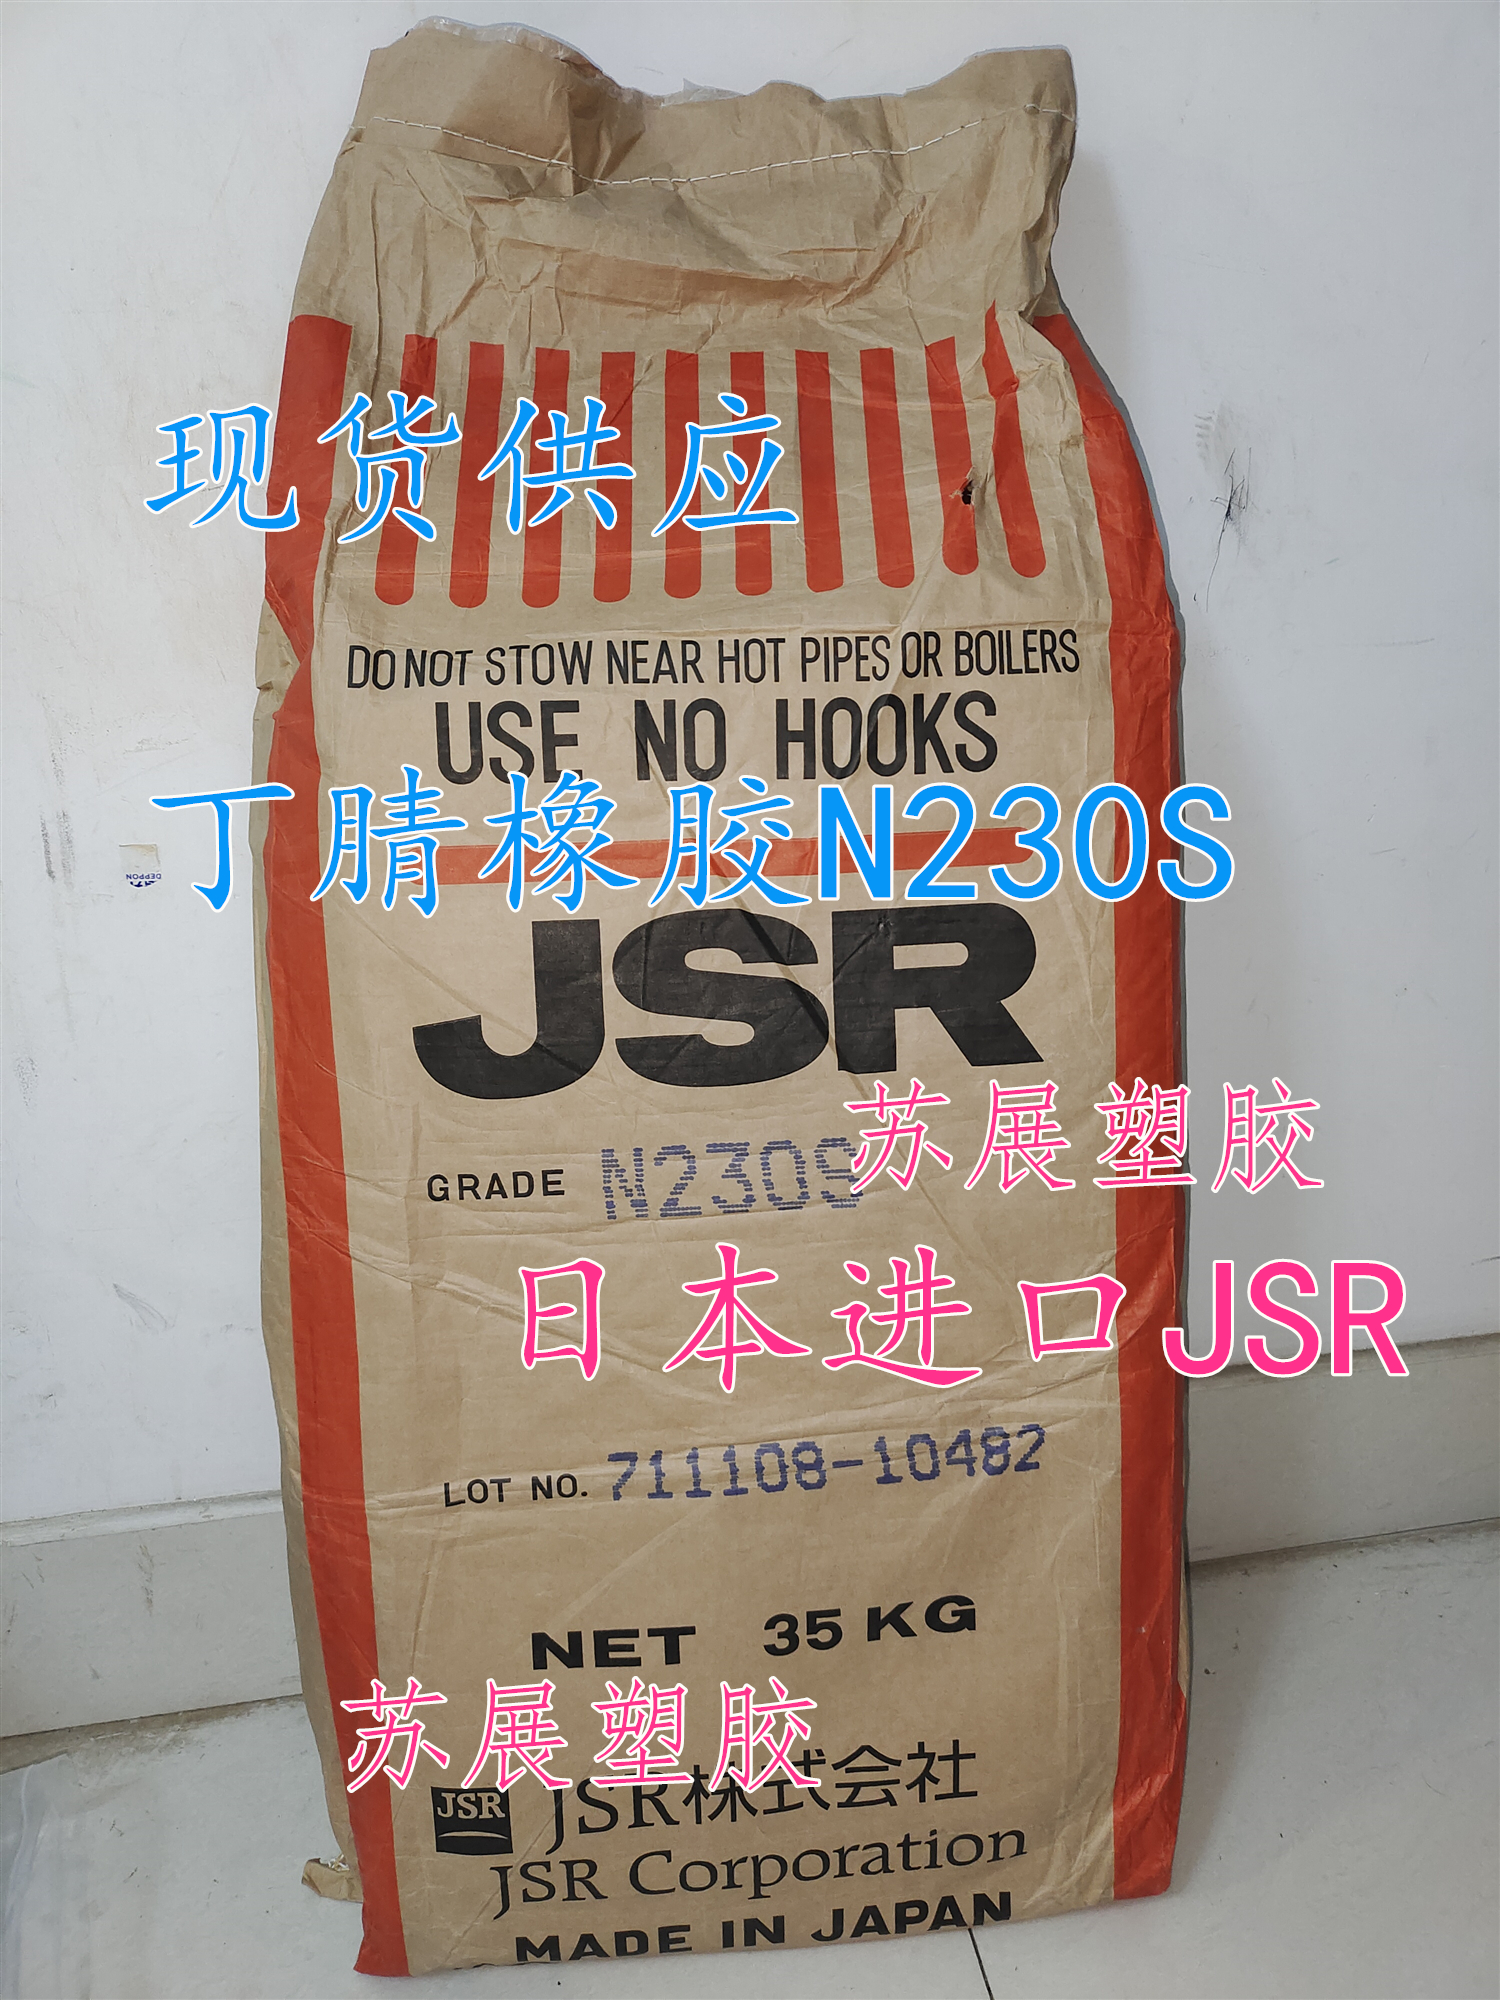 现货供应
DO NOT STOW NEAR HOT PIPES OR BOILERS
USE NO HOOKS
丁腈橡胶N230S
DEPPON
JSR
苏展塑胶
GRADE N230S
日本进口JSR
LOT NO. 711108-10482
NET 35 KG
苏展塑胶
JSR JSR株式会社
JSR Corporation
MADE IN JAPAN